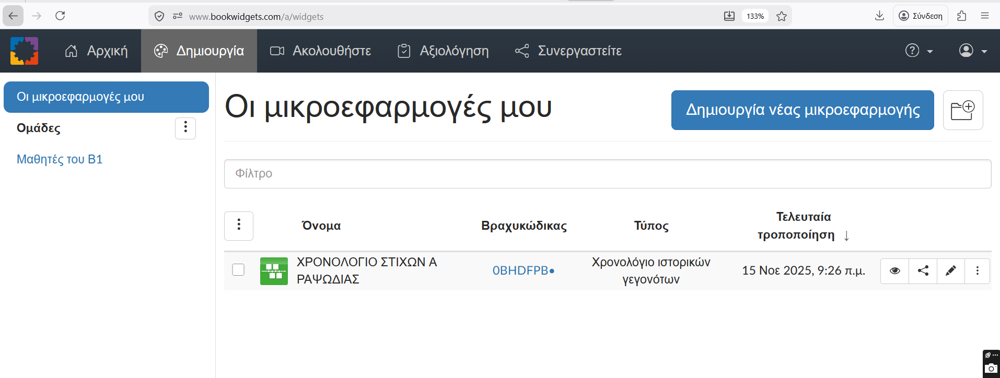 www.bookwidgets.com/a/widgets
133%
Σύνδεση
Αρχική
Δημιουργία
Ακολουθήστε
Αξιολόγηση
Συνεργαστείτε
Οι μικροεφαρμογές μου
Ομάδες
Μαθητές του Β1
Οι μικροεφαρμογές μου
Δημιουργία νέας μικροεφαρμογής
Φίλτρο
Όνομα
Βραχυκώδικας
Τύπος
Τελευταία
τροποποίηση ↓
ΧΡΟΝΟΛΟΓΙΟ ΣΤΙΧΩΝ Α
ΡΑΨΩΔΙΑΣ
0BHDFPB•
Χρονολόγιο ιστορικών
γεγονότων
15 Νοε 2025, 9:26 π.μ.